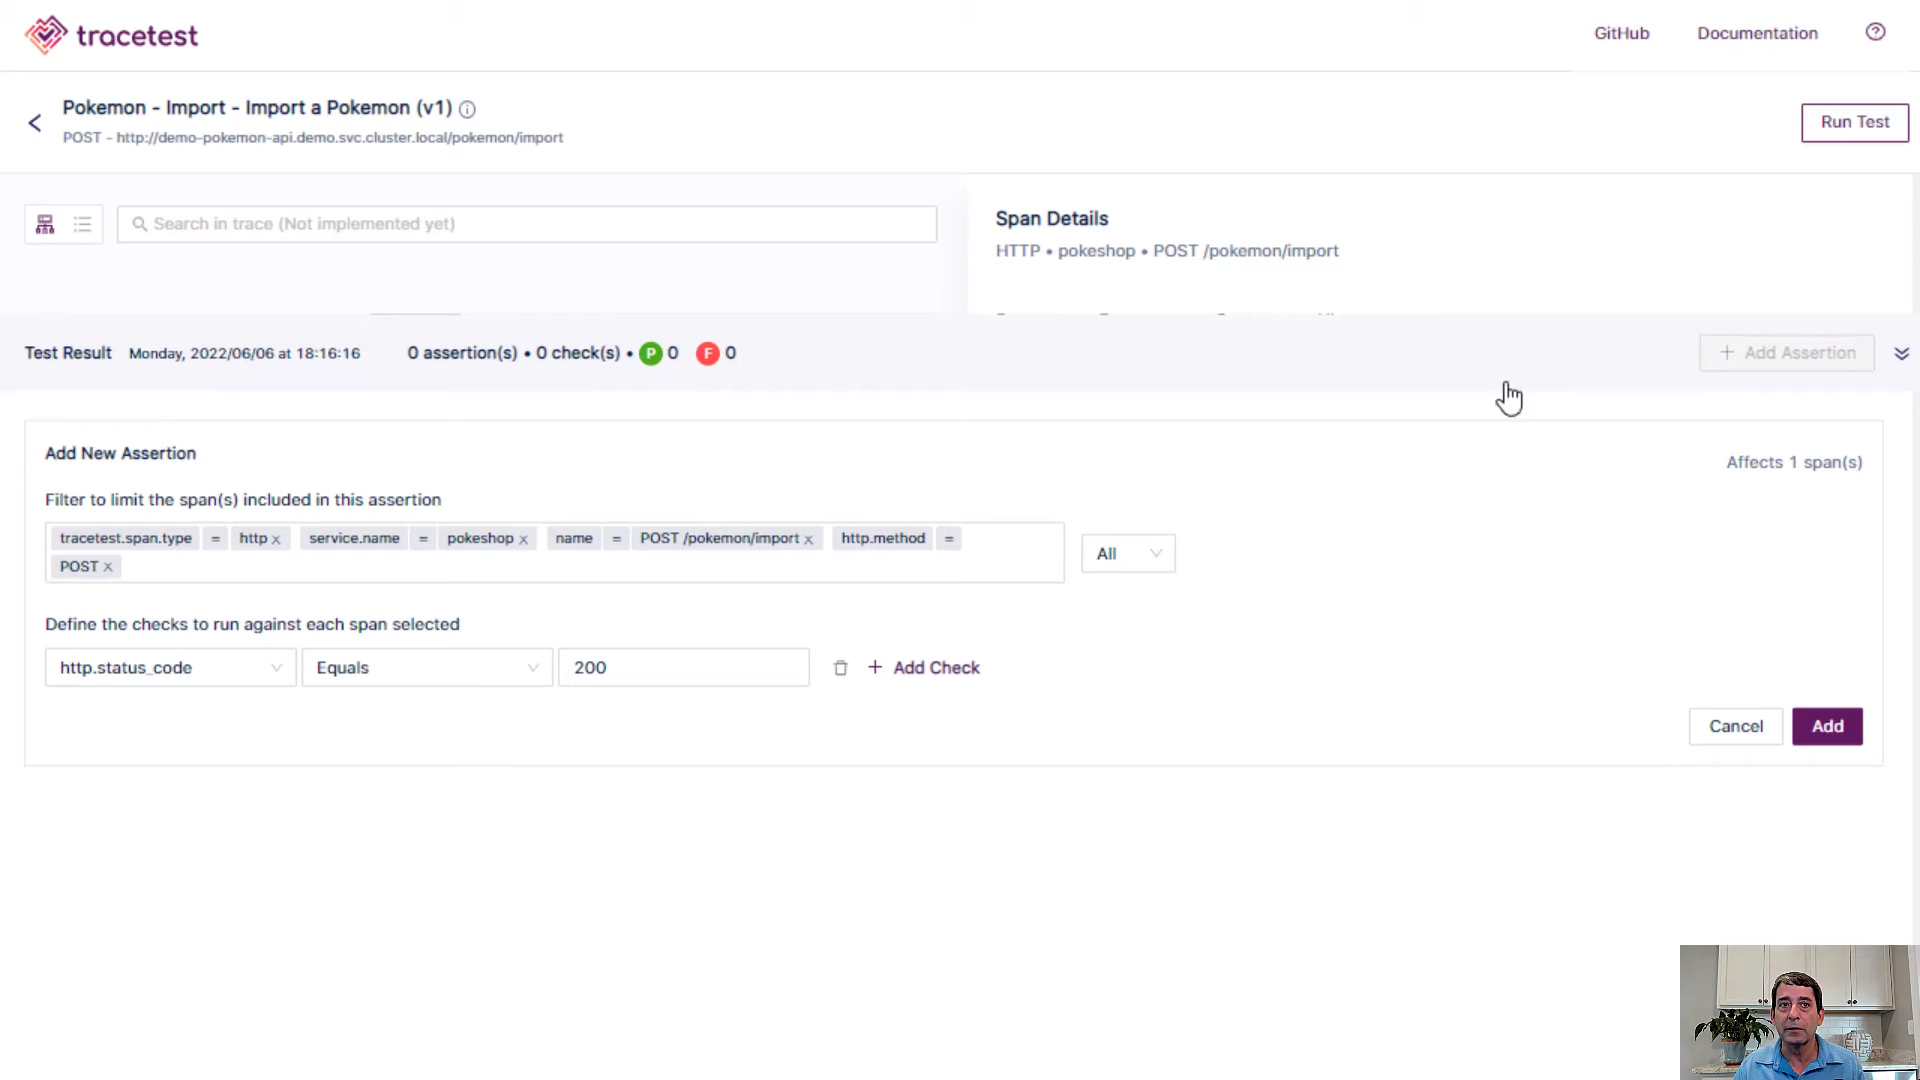 tracetest
GitHub
Documentation
Pokemon - Import - Import a Pokemon (v1)
POST - http://demo-pokemon-api.demo.svc.cluster.local/pokemon/import
Run Test
Search in trace (Not implemented yet)
Span Details
HTTP • pokeshop • POST /pokemon/import
Test Result Monday, 2022/06/06 at 18:16:16 0 assertion(s) • 0 check(s) • P 0 F 0
+ Add Assertion
Add New Assertion
Affects 1 span(s)
Filter to limit the span(s) included in this assertion
tracetest.span.type = http x service.name = pokeshop x name = POST /pokemon/import x http.method =
POST x
All
Define the checks to run against each span selected
http.status_code Equals 200 + Add Check
Cancel Add